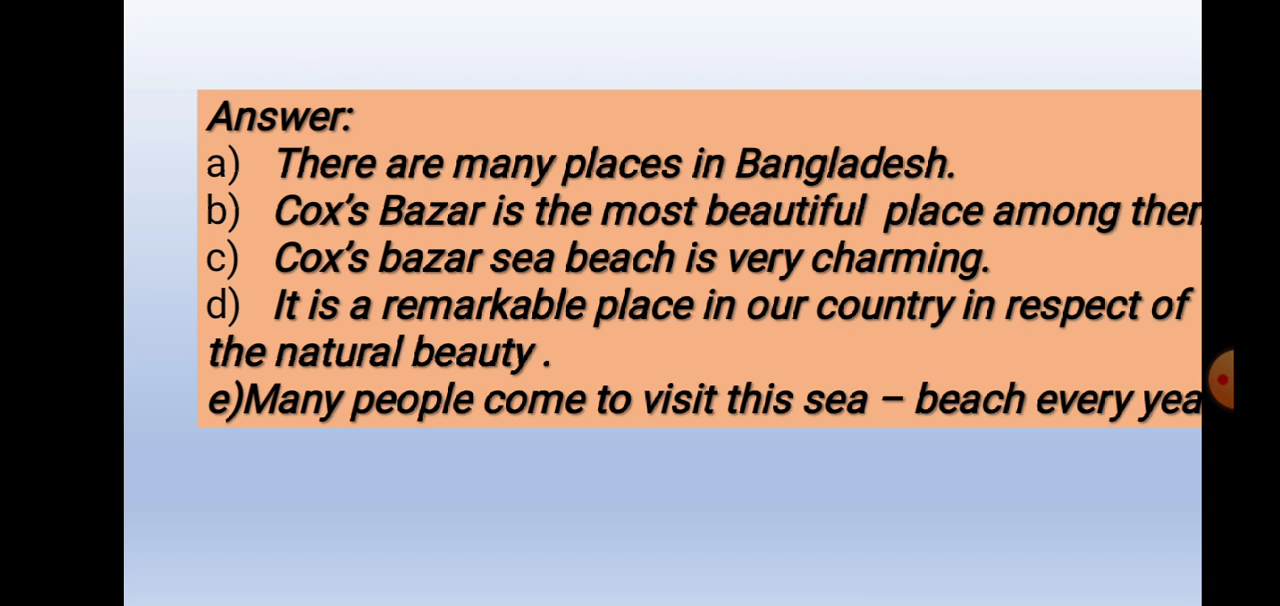 Answer:
a) There are many places in Bangladesh.
b) Cox's Bazar is the most beautiful place among
c) Cox's bazar sea beach is very charming.
d) It is a remarkable place in our country in respect of
the natural beauty .
e)Many people come to visit this sea – beach every